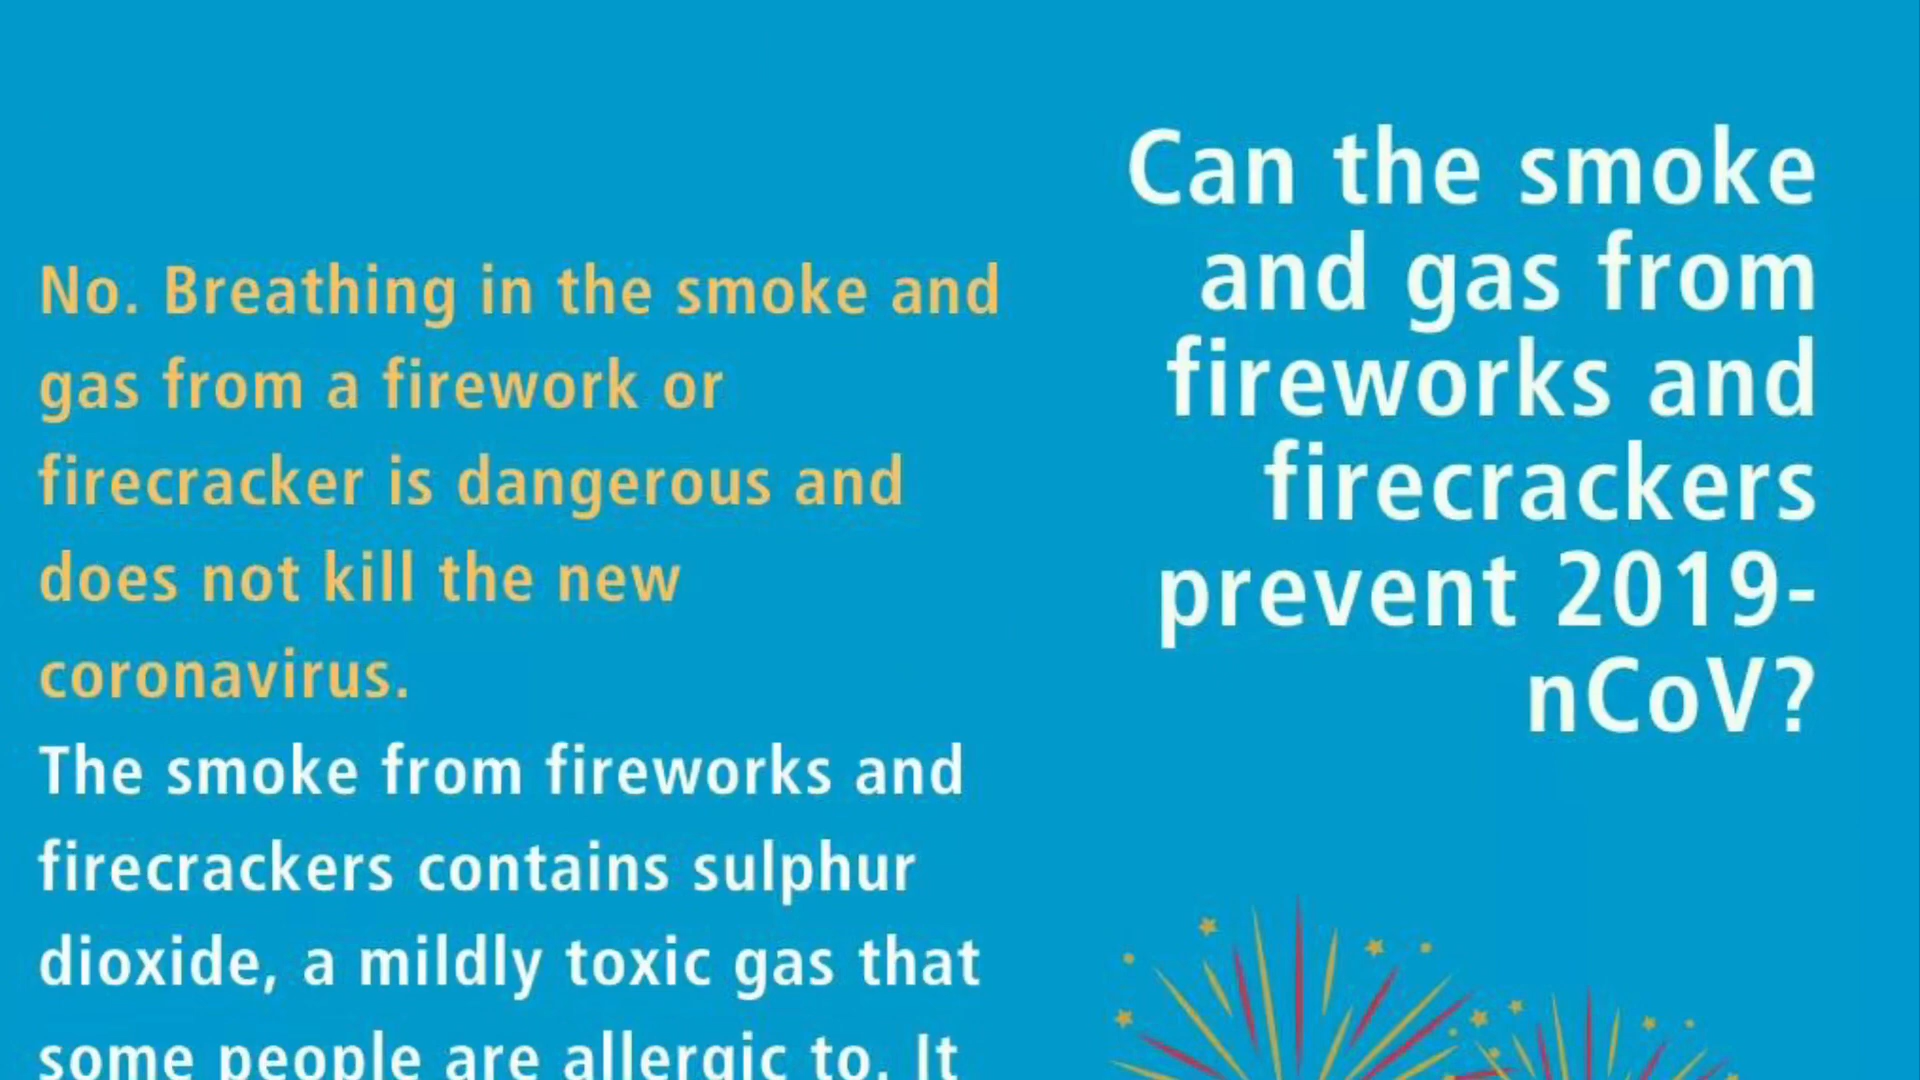 Can the smoke
and gas from
fireworks and
firecrackers
prevent 2019-
nCoV?
No. Breathing in the smoke and
gas from a firework or
firecracker is dangerous and
does not kill the new
coronavirus.
The smoke from fireworks and
firecrackers contains sulphur
dioxide, a mildly toxic gas that
some people are allergic to. It